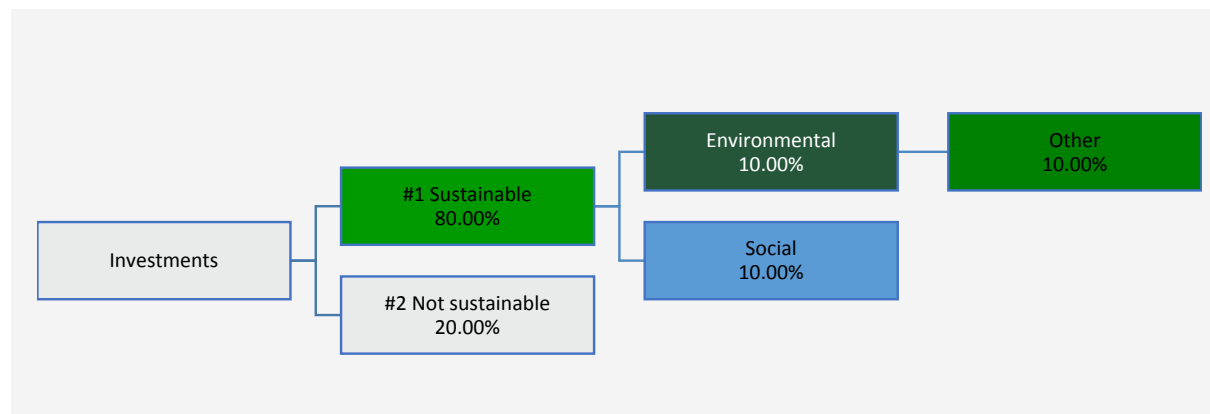 Investments
#1 Sustainable
80.00%
#2 Not sustainable
20.00%
Environmental
10.00%
Social
10.00%
Other
10.00%